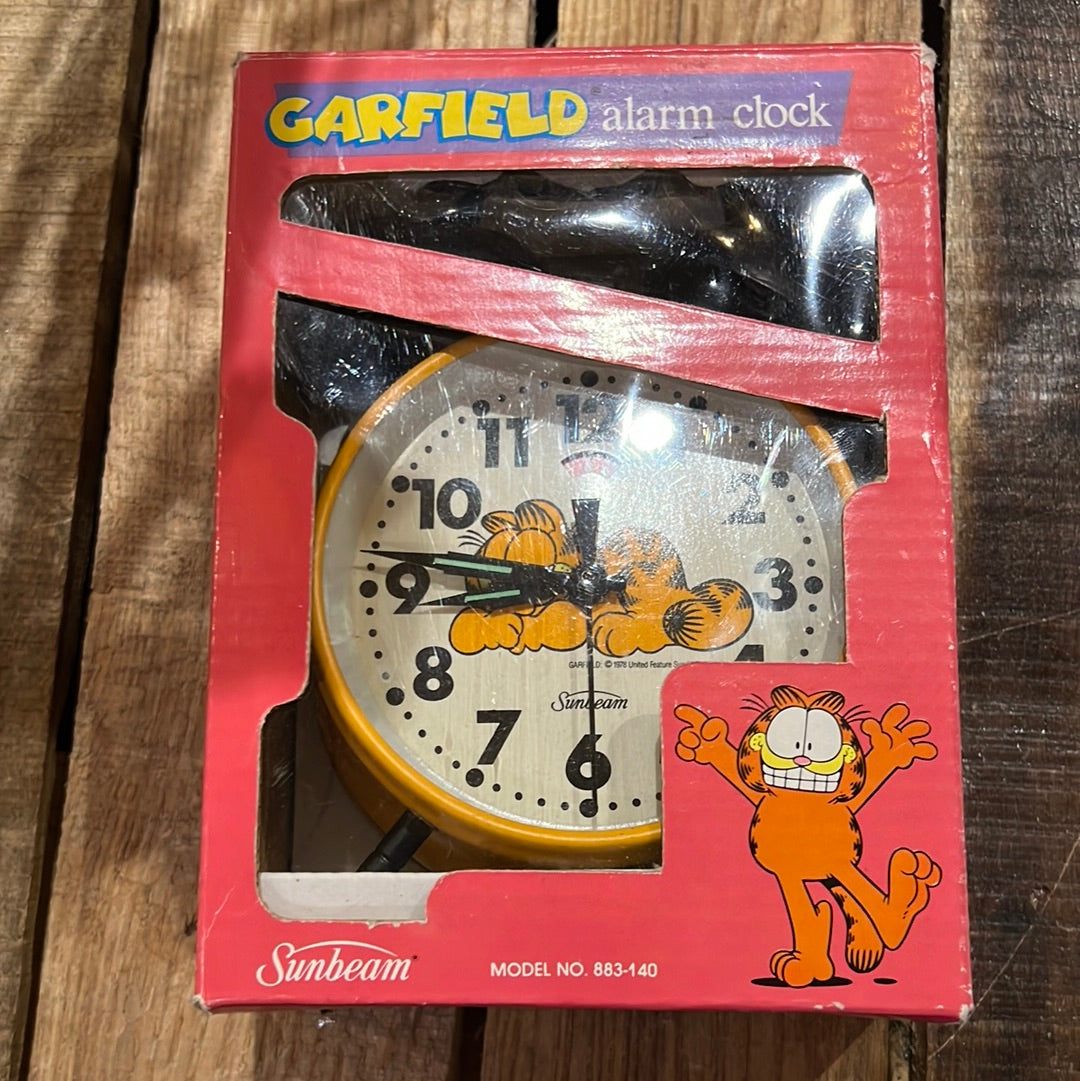 GARFIELD® alarm clock
12
11
10
2
9
3
8
7
6
GARFIELD: © 1978 United Feature
Sunbeam
Sunbeam
MODEL NO. 883-140